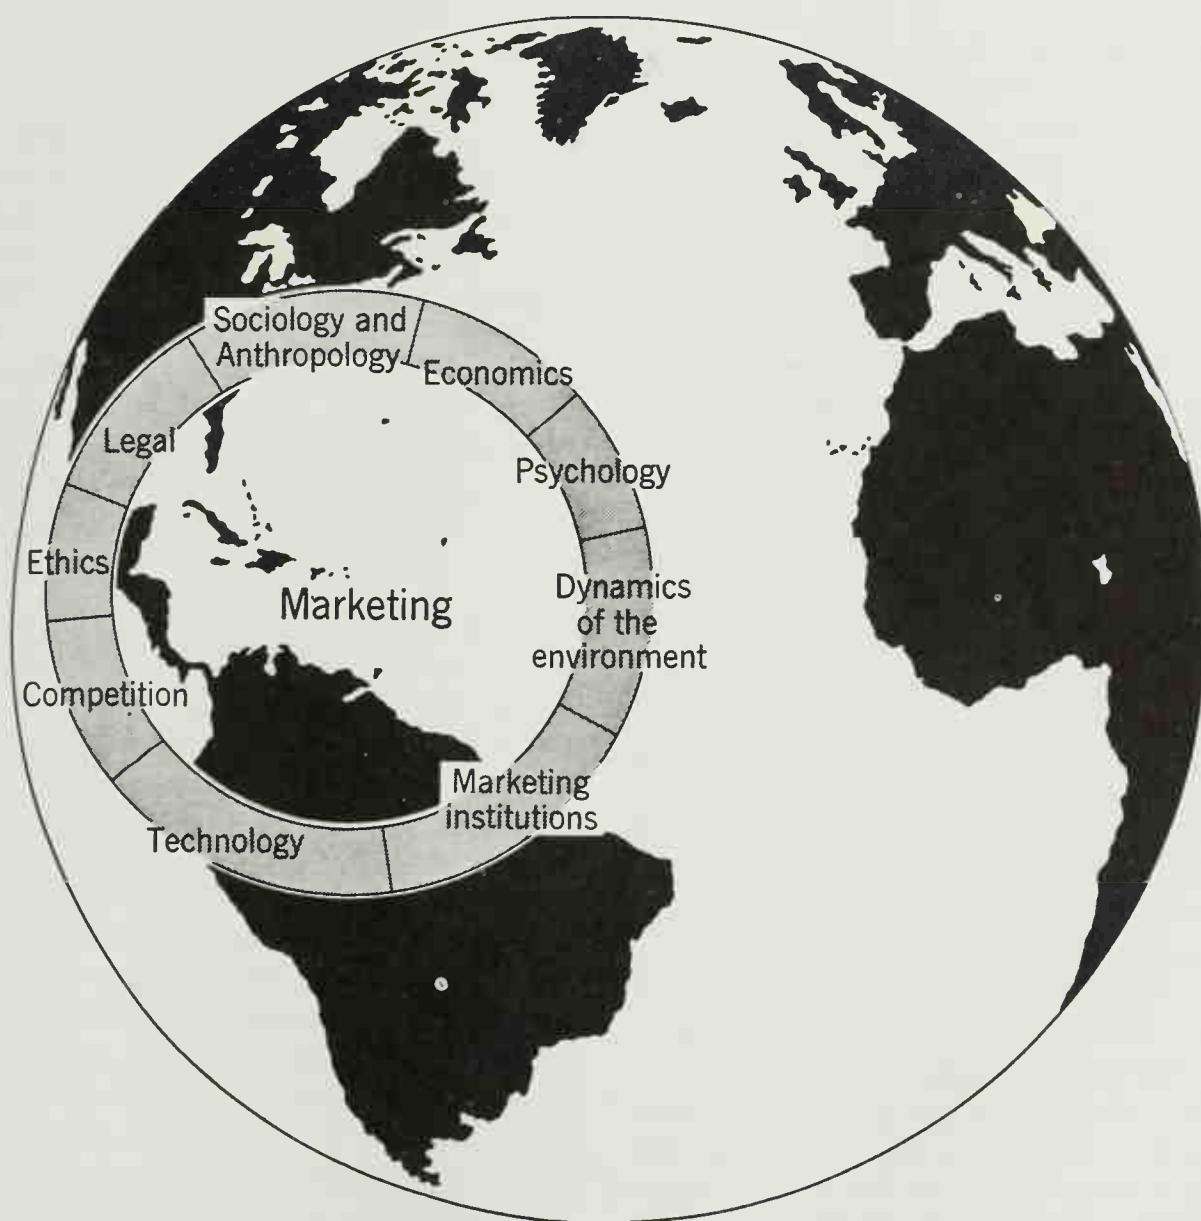 Sociology and
Anthropology
Economics
Psychology
Dynamics
of the
environment
Marketing
institutions
Technology
Competition
Ethics
Legal
Marketing